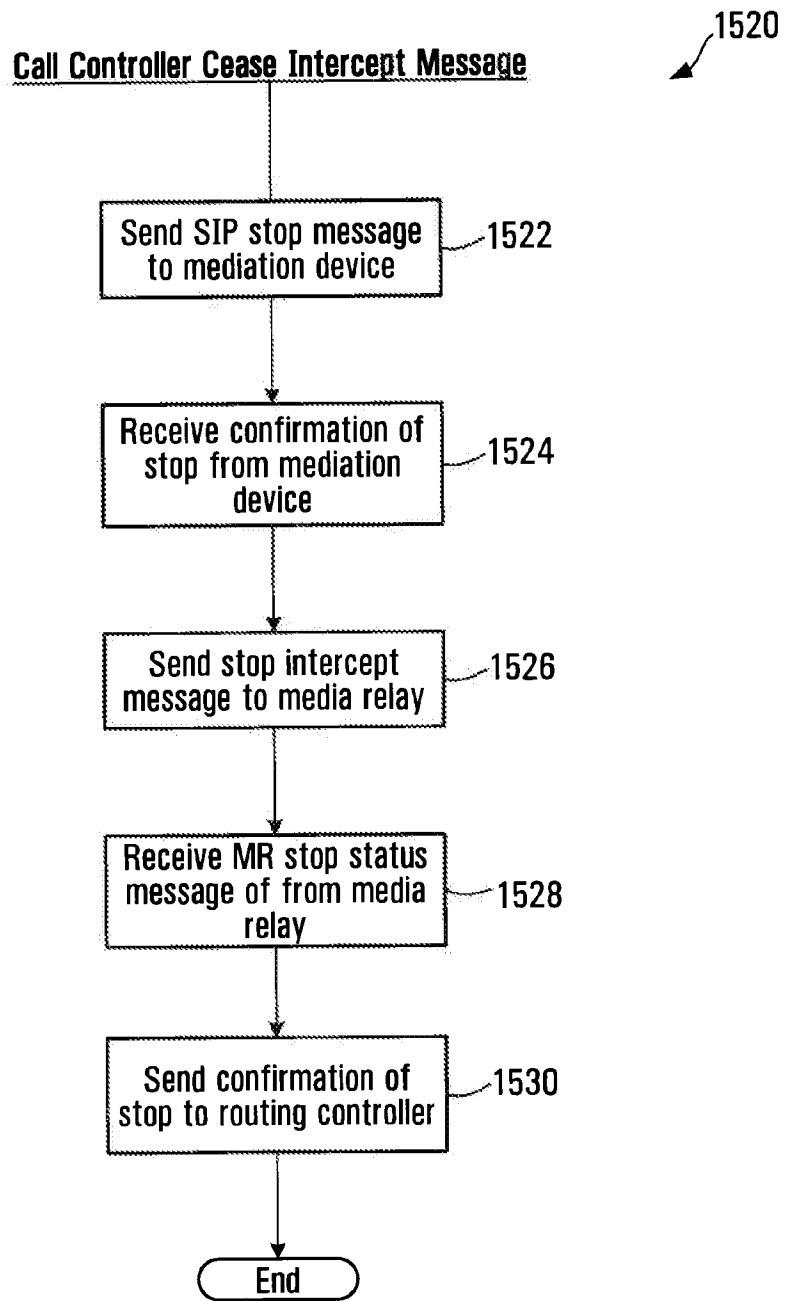 1520
Call Controller Cease Intercept Message
Send SIP stop message
to mediation device
1522
Receive confirmation of
stop from mediation
device
1524
Send stop intercept
message to media relay
1526
Receive MR stop status
message of from media
relay
1528
Send confirmation of
stop to routing controller
1530
End